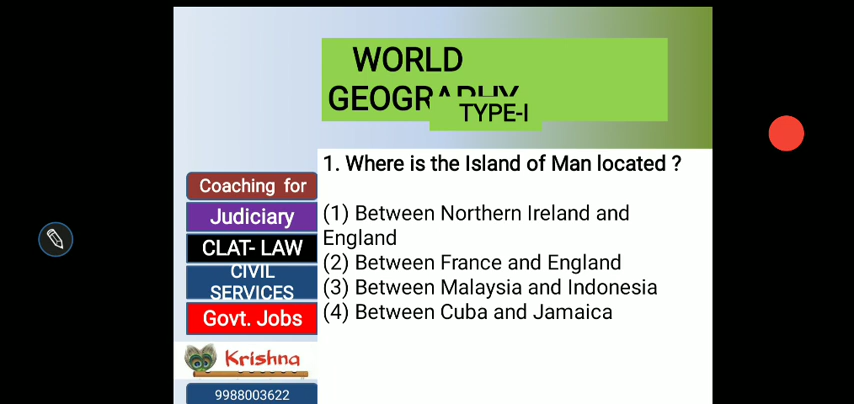 WORLD
GEOGRAPHY
TYPE-I
1. Where is the Island of Man located ?
(1) Between Northern Ireland and
England
(2) Between France and England
(3) Between Malaysia and Indonesia
(4) Between Cuba and Jamaica
Coaching for
Judiciary
CLAT- LAW
CIVIL
SERVICES
Govt. Jobs
Krishna
9988003622